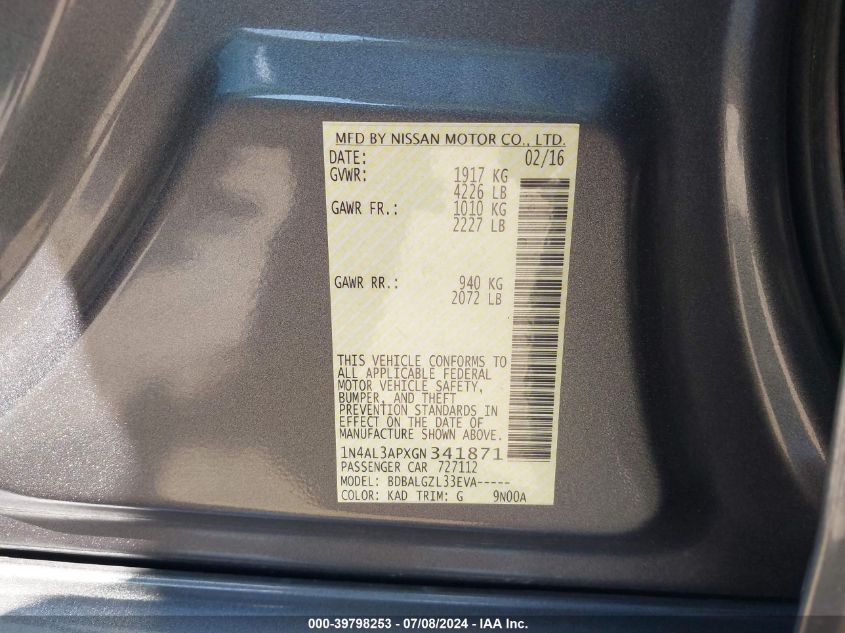 MFD BY NISSAN MOTOR CO., LTD.
DATE: 02/16
GVWR: 1917 KG
4226 LB
GAWR FR.: 1010 KG
2227 LB
GAWR RR.: 940 KG
2072 LB
THIS VEHICLE CONFORMS TO
ALL APPLICABLE FEDERAL
MOTOR VEHICLE SAFETY,
BUMPER, AND THEFT
PREVENTION STANDARDS IN
EFFECT ON THE DATE OF
MANUFACTURE SHOWN ABOVE.
1N4AL3APXGN341871
PASSENGER CAR 727112
MODEL: BDBALGZL33EVA-----
COLOR: KAD TRIM: G 9N00A
000-39798253 - 07/08/2024 - IAA Inc.